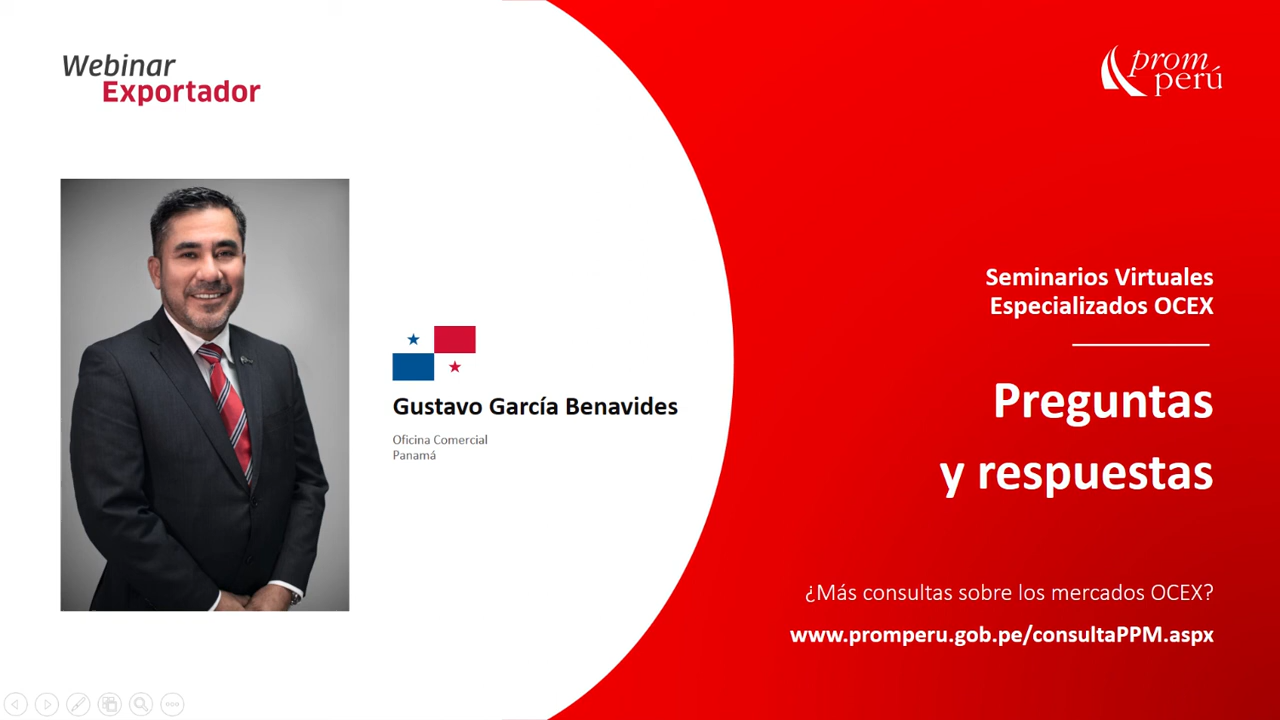 Webinar
Exportador
prom
perú
Gustavo García Benavides
Oficina Comercial
Panamá
Seminarios Virtuales
Especializados OCEX
Preguntas
y respuestas
¿Más consultas sobre los mercados OCEX?
www.promperu.gob.pe/consultaPPM.aspx